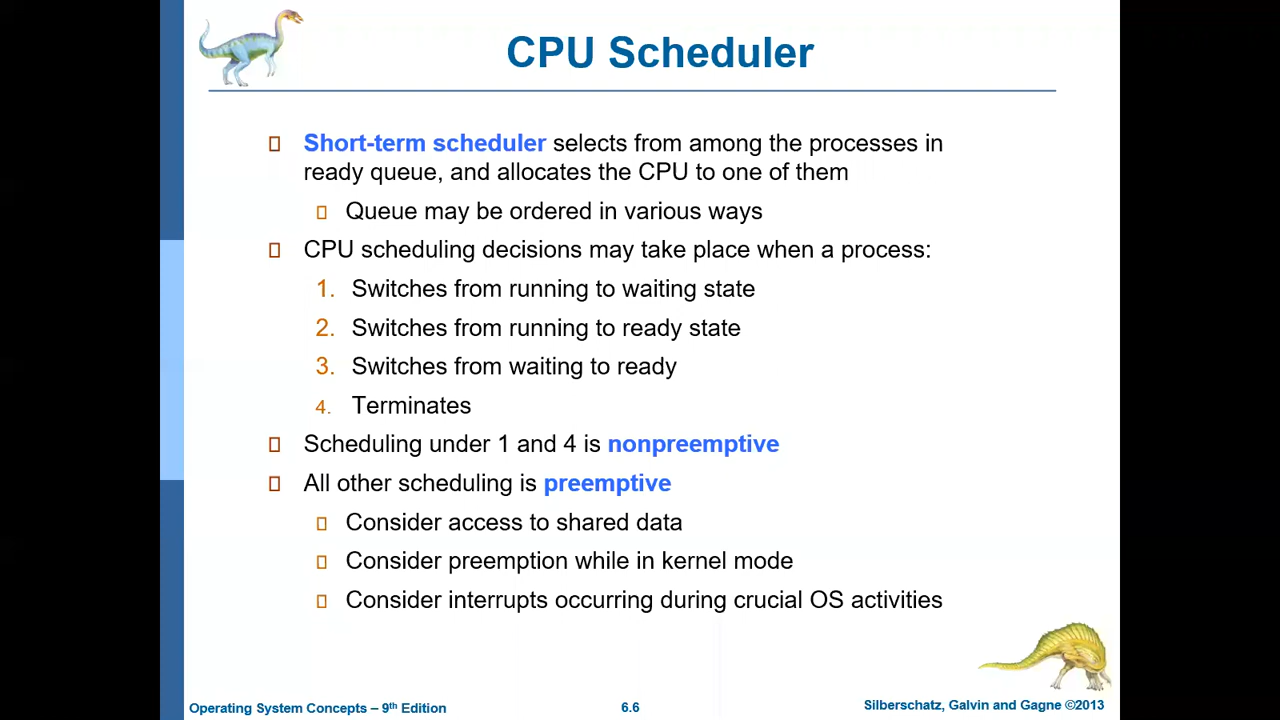 CPU Scheduler
Short-term scheduler selects from among the processes in
ready queue, and allocates the CPU to one of them
Queue may be ordered in various ways
CPU scheduling decisions may take place when a process:
1. Switches from running to waiting state
2. Switches from running to ready state
3. Switches from waiting to ready
4. Terminates
Scheduling under 1 and 4 is nonpreemptive
All other scheduling is preemptive
Consider access to shared data
Consider preemption while in kernel mode
Consider interrupts occurring during crucial OS activities
Operating System Concepts – 9th Edition
6.6
Silberschatz, Galvin and Gagne ©2013